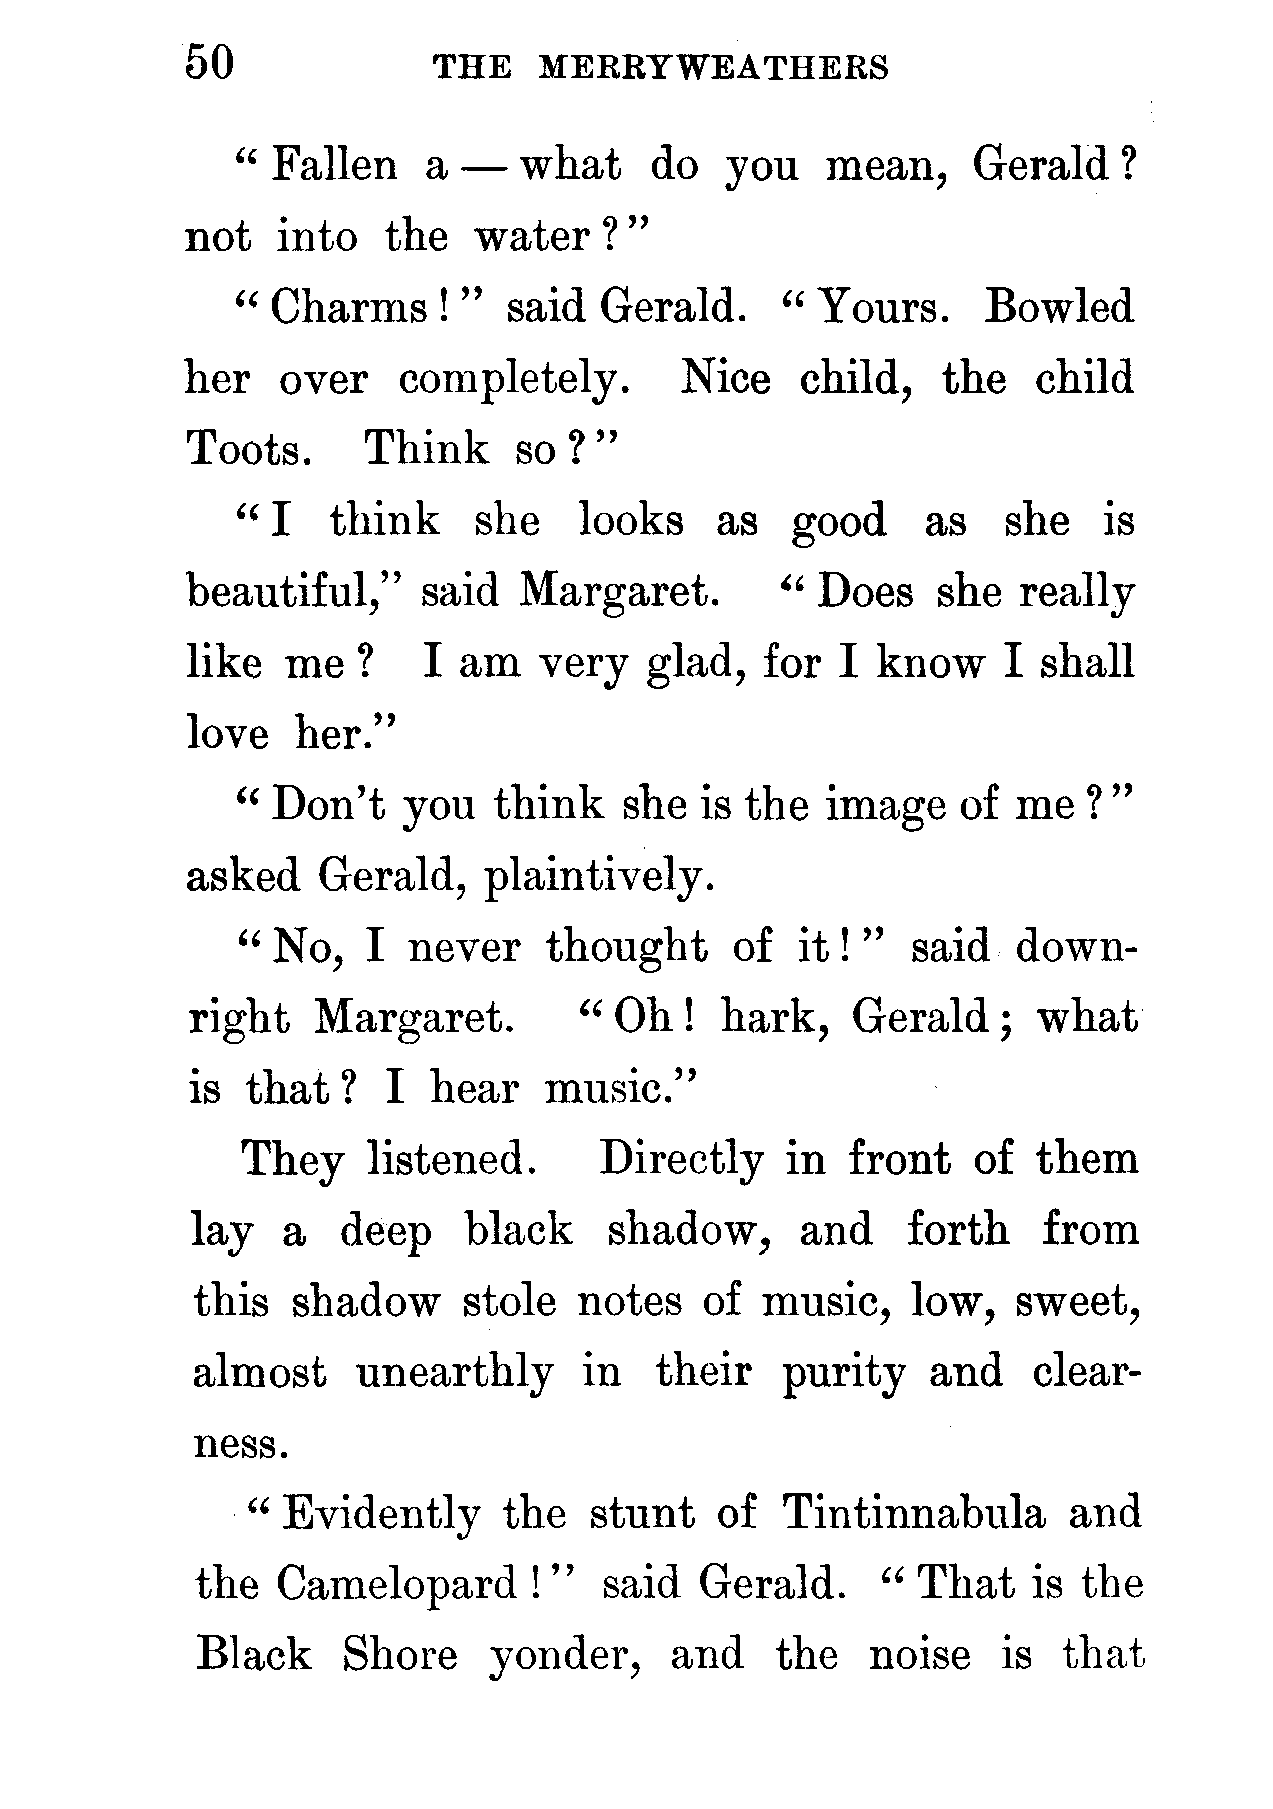 50 THE MERRYWEATHERS
“ Fallen a — what do you mean, Gerald ?
not into the water ? ”
“ Charms ! ” said Gerald. “ Yours. Bowled
her over completely. Nice child, the child
Toots. Think so ? ”
“ I think she looks as good as she is
beautiful,” said Margaret. “ Does she really
like me ? I am very glad, for I know I shall
love her.”
“ Don’t you think she is the image of me ? ”
asked Gerald, plaintively.
“ No, I never thought of it ! ” said down-
right Margaret. “ Oh ! hark, Gerald ; what
is that ? I hear music.”
They listened. Directly in front of them
lay a deep black shadow, and forth from
this shadow stole notes of music, low, sweet,
almost unearthly in their purity and clear-
ness.
“ Evidently the stunt of Tintinnabula and
the Camelopard ! ” said Gerald. “ That is the
Black Shore yonder, and the noise is that